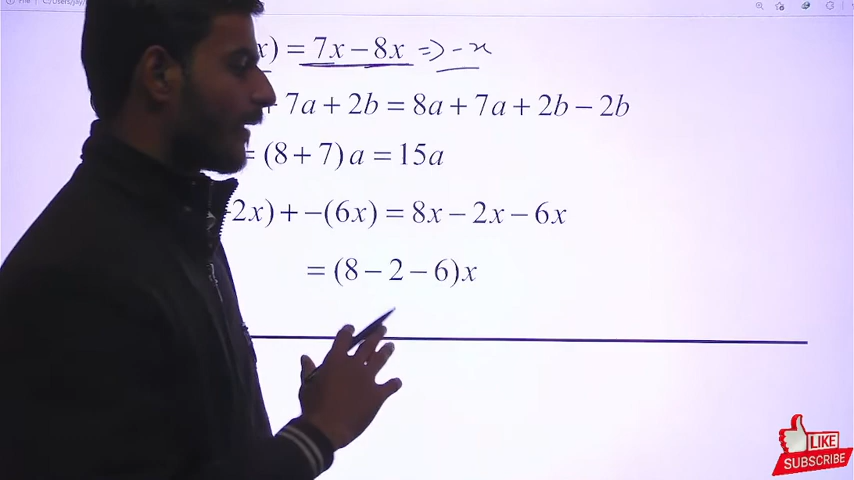 x) = 7x − 8x ⇒ −x
+ 7a + 2b = 8a + 7a + 2b − 2b
= (8 + 7) a = 15a
2x) + −(6x) = 8x − 2x − 6x
= (8 − 2 − 6)x
LIKE
SUBSCRIBE